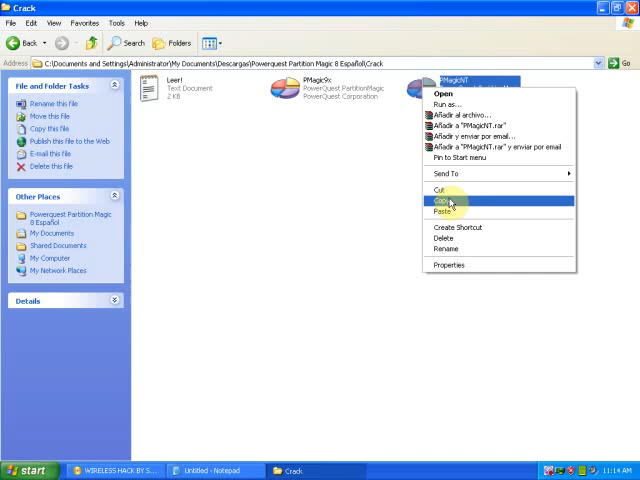 Crack
File Edit View Favorites Tools Help
Back Search Folders
Address C:\Documents and Settings\Administrator\My Documents\Descargas\Powerquest Partition Magic 8 Español\Crack Go
File and Folder Tasks
Rename this file
Move this file
Copy this file
Publish this file to the Web
E-mail this file
Delete this file
Other Places
Powerquest Partition Magic
8 Español
My Documents
Shared Documents
My Computer
My Network Places
Details
Leer!
Text Document
2 KB
PMagic9x
PowerQuest PartitionMagic
PowerQuest Corporation
PMagicNT
Open
Run as...
Añadir al archivo...
Añadir a "PMagicNT.rar"
Añadir y enviar por email...
Añadir a "PMagicNT.rar" y enviar por email
Pin to Start menu
Send To
Cut
Copy
Paste
Create Shortcut
Delete
Rename
Properties
start
WIRELESS HACK BY S...
Untitled - Notepad
Crack
11:14 AM